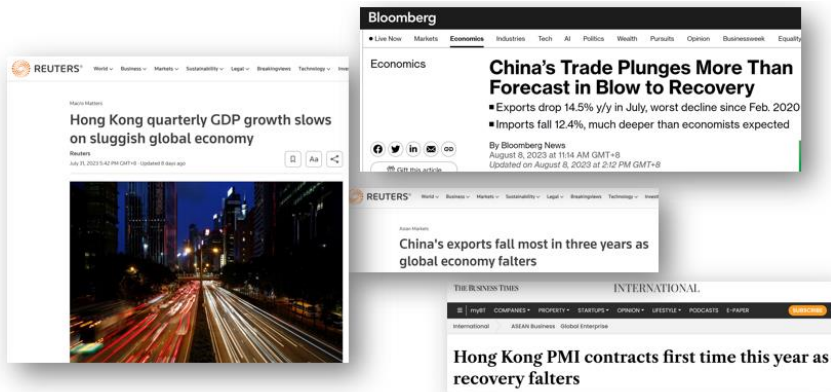 REUTERS®
World Business Markets Sustainability Legal Breakingviews Technology
Macro Matters
Hong Kong quarterly GDP growth slows
on sluggish global economy
Reuters
July 31, 2023 5:42 PM GMT+8 · Updated 8 days ago
Aa
Bloomberg
Live Now Markets Economics Industries Tech AI Politics Wealth Pursuits Opinion Businessweek Equality
Economics
China's Trade Plunges More Than
Forecast in Blow to Recovery
■ Exports drop 14.5% y/y in July, worst decline since Feb. 2020
■ Imports fall 12.4%, much deeper than economists expected
By Bloomberg News
August 8, 2023 at 11:14 AM GMT+8
Updated on August 8, 2023 at 2:12 PM GMT+8
Gift this article
REUTERS®
World Business Markets Sustainability Legal Breakingviews Technology
Asian Markets
China's exports fall most in three years as
global economy falters
THE BUSINESS TIMES INTERNATIONAL
myBT COMPANIES PROPERTY STARTUPS OPINION LIFESTYLE PODCASTS E-PAPER SUBSCRIBE
International ASEAN Business Global Enterprise
Hong Kong PMI contracts first time this year as
recovery falters